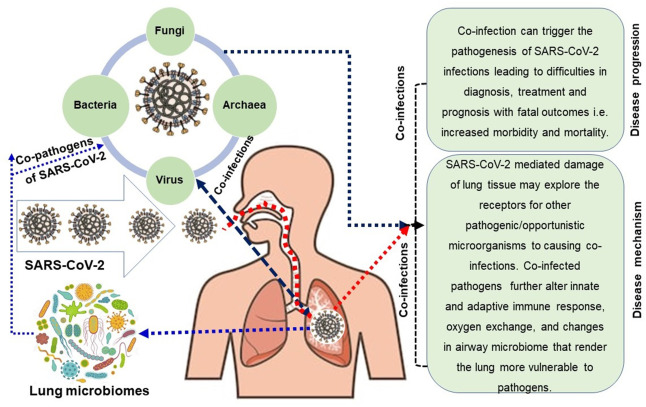 Fungi
Bacteria
Archaea
Virus
Co-pathogens
of SARS-CoV-2
Co-infections
SARS-CoV-2
Lung microbiomes
Co-infections
Co-infection can trigger the
pathogenesis of SARS-CoV-2
infections leading to difficulties in
diagnosis, treatment and
prognosis with fatal outcomes i.e.
increased morbidity and mortality.
Disease progression
Co-infections
SARS-CoV-2 mediated damage
of lung tissue may explore the
receptors for other
pathogenic/opportunistic
microorganisms to causing co-
infections. Co-infected
pathogens further alter innate
and adaptive immune response,
oxygen exchange, and changes
in airway microbiome that render
the lung more vulnerable to
pathogens.
Disease mechanism